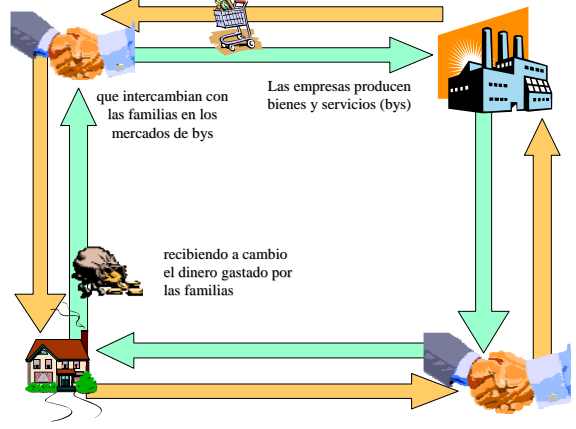 Las empresas producen
bienes y servicios (bys)
que intercambian con
las familias en los
mercados de bys
recibiendo a cambio
el dinero gastado por
las familias